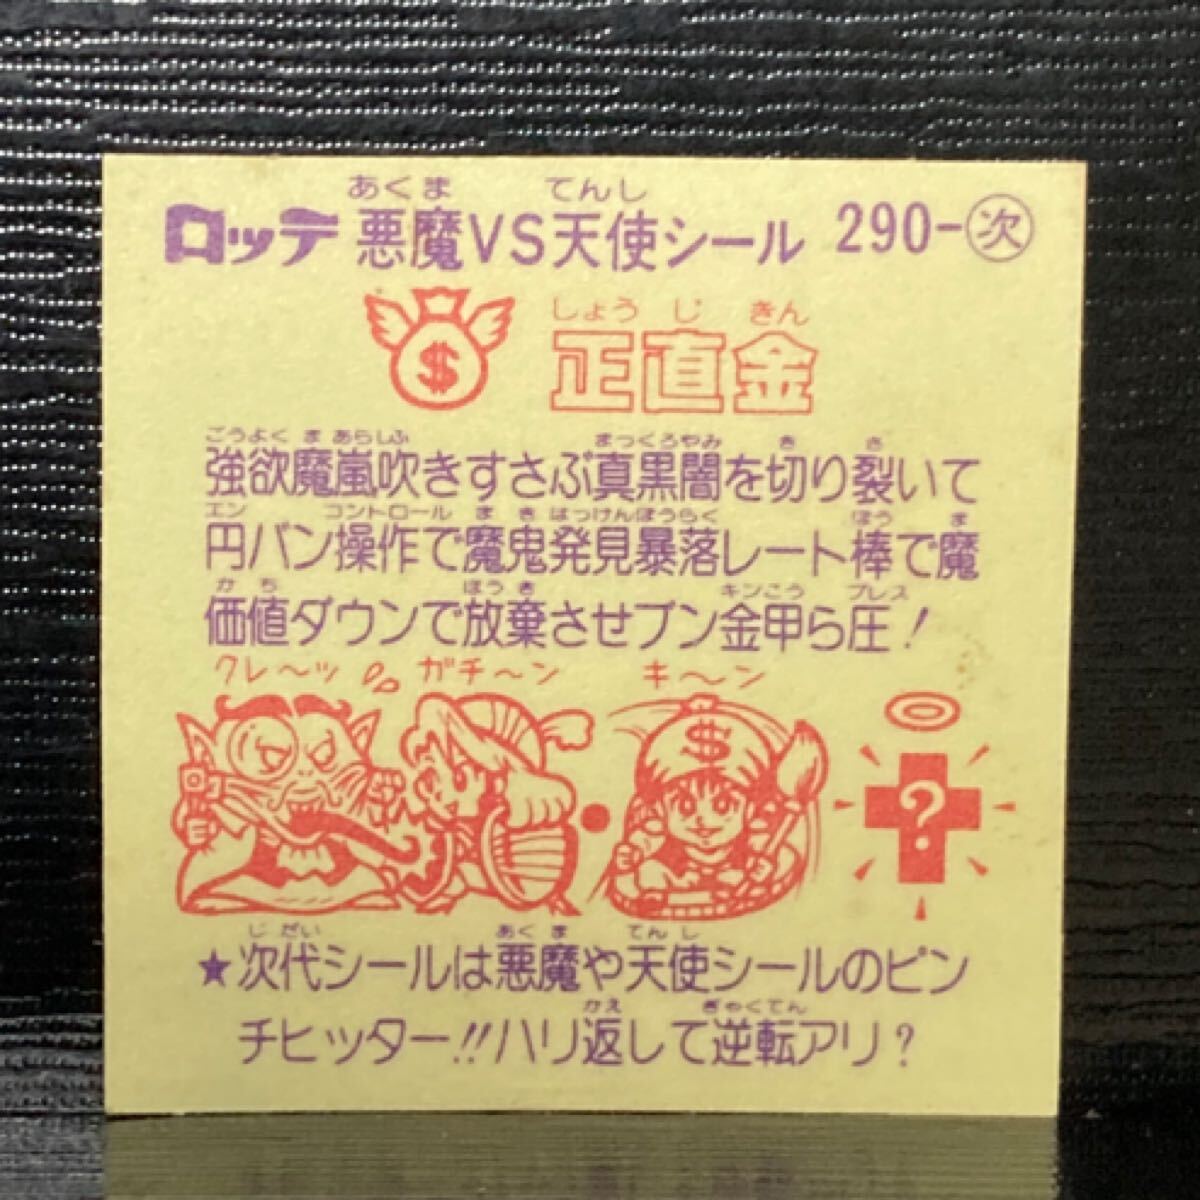 あくま てんし
ロッテ 悪魔VS天使シール 290-次
しょうじきん
$ 正直金
ごうよく ま あらしふ まっくろやみ き さ
強欲魔嵐吹きすさぶ真黒闇を切り裂いて
エン コントロール ま き はっけんぼうらく ぼう ま
円バン操作で魔鬼発見暴落レート棒で魔
か ち ほう き キンこう プレス
価値ダウンで放棄させブン金甲ら圧!
クレ〜ッ ガチ〜ン キ〜ン
$
?
じ だい あく ま てん し
★次代シールは悪魔や天使シールのピン
かえ ぎゃくてん
チヒッター!!ハリ返して逆転アリ?